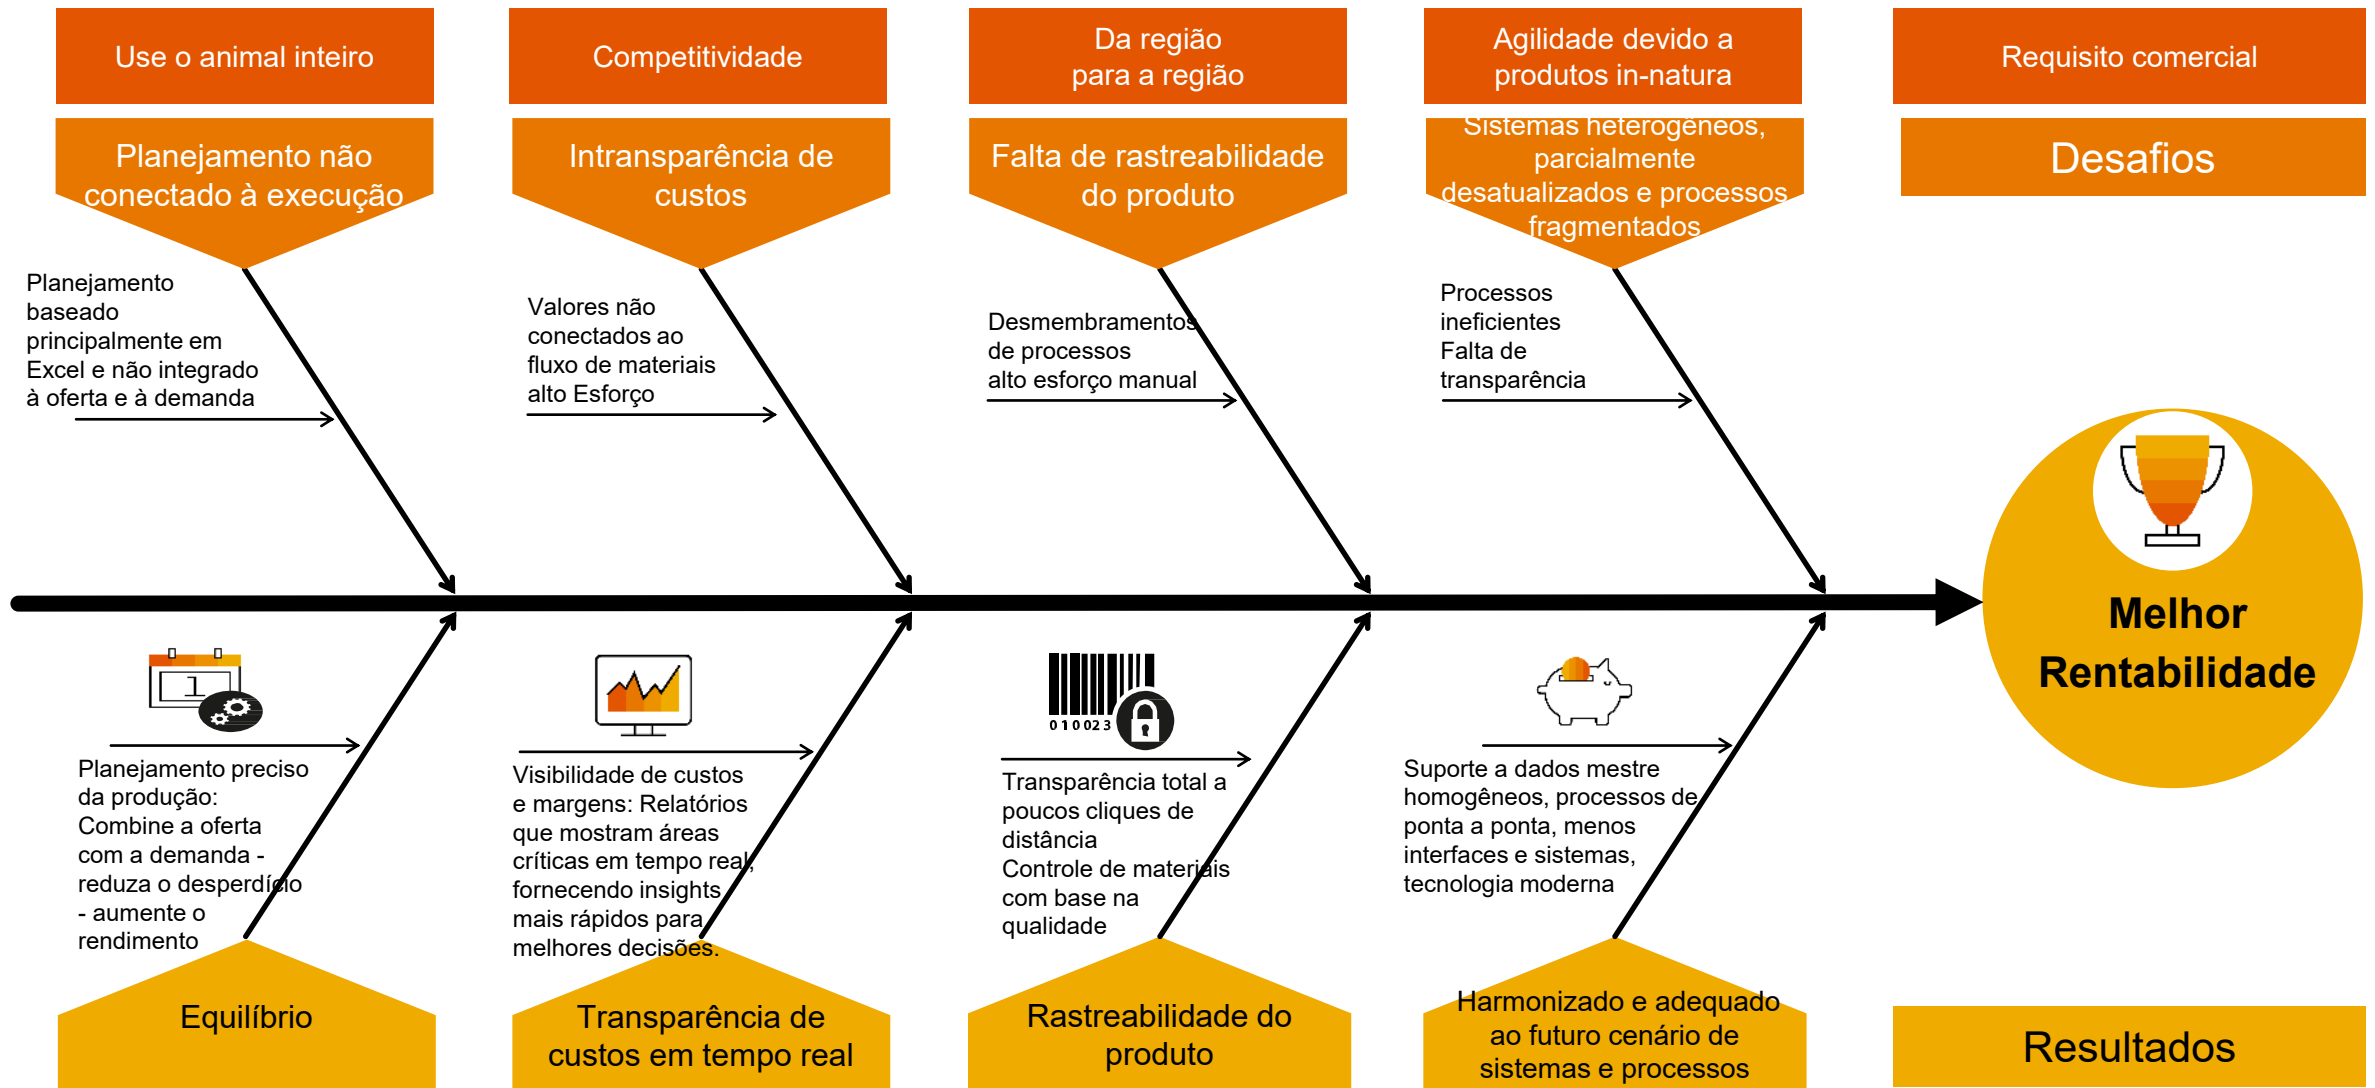 Use o animal inteiro
Competitividade
Da região
para a região
Agilidade devido a
produtos in-natura
Requisito comercial
Planejamento não
conectado à execução
Intransparência de
custos
Falta de rastreabilidade
do produto
Sistemas heterogêneos,
parcialmente
desatualizados e processos
fragmentados
Desafios
Planejamento
baseado
principalmente em
Excel e não integrado
à oferta e à demanda
Valores não
conectados ao
fluxo de materiais
alto Esforço
Desmembramentos
de processos
alto esforço manual
Processos
ineficientes
Falta de
transparência
Melhor
Rentabilidade
1
010023
Planejamento preciso
da produção:
Combine a oferta
com a demanda -
reduza o desperdício
- aumente o
rendimento
Visibilidade de custos
e margens: Relatórios
que mostram áreas
críticas em tempo real,
fornecendo insights
mais rápidos para
melhores decisões.
Transparência total a
poucos cliques de
distância
Controle de materiais
com base na
qualidade
Suporte a dados mestre
homogêneos, processos de
ponta a ponta, menos
interfaces e sistemas,
tecnologia moderna
Equilíbrio
Transparência de
custos em tempo real
Rastreabilidade do
produto
Harmonizado e adequado
ao futuro cenário de
sistemas e processos
Resultados